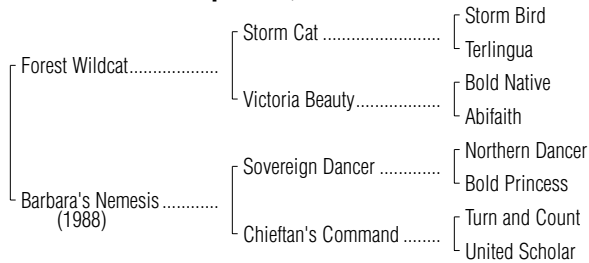 Storm Bird
Storm Cat ........................
Terlingua
Forest Wildcat..................
Bold Native
Victoria Beauty.................
Abifaith
Northern Dancer
Sovereign Dancer ............
Bold Princess
Barbara's Nemesis ............
(1988)
Turn and Count
Chieftan's Command ........
United Scholar